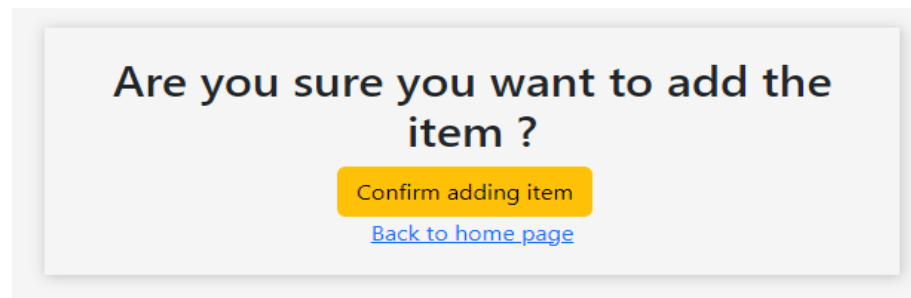 Are you sure you want to add the
item ?
Confirm adding item
Back to home page